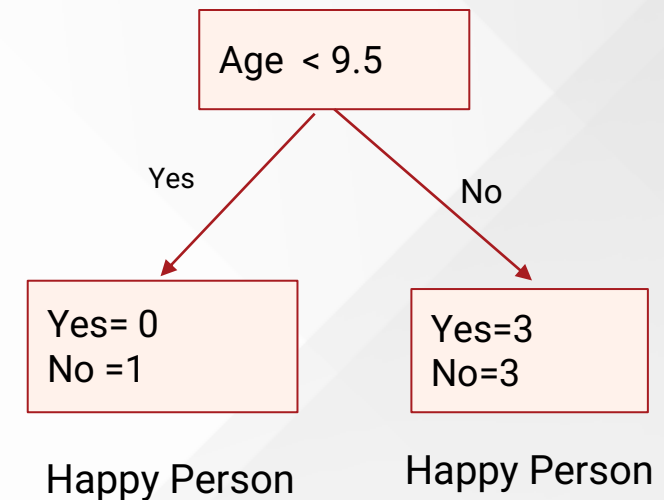 Age < 9.5
Yes
No
Yes= 0
No =1
Yes=3
No=3
Happy Person
Happy Person